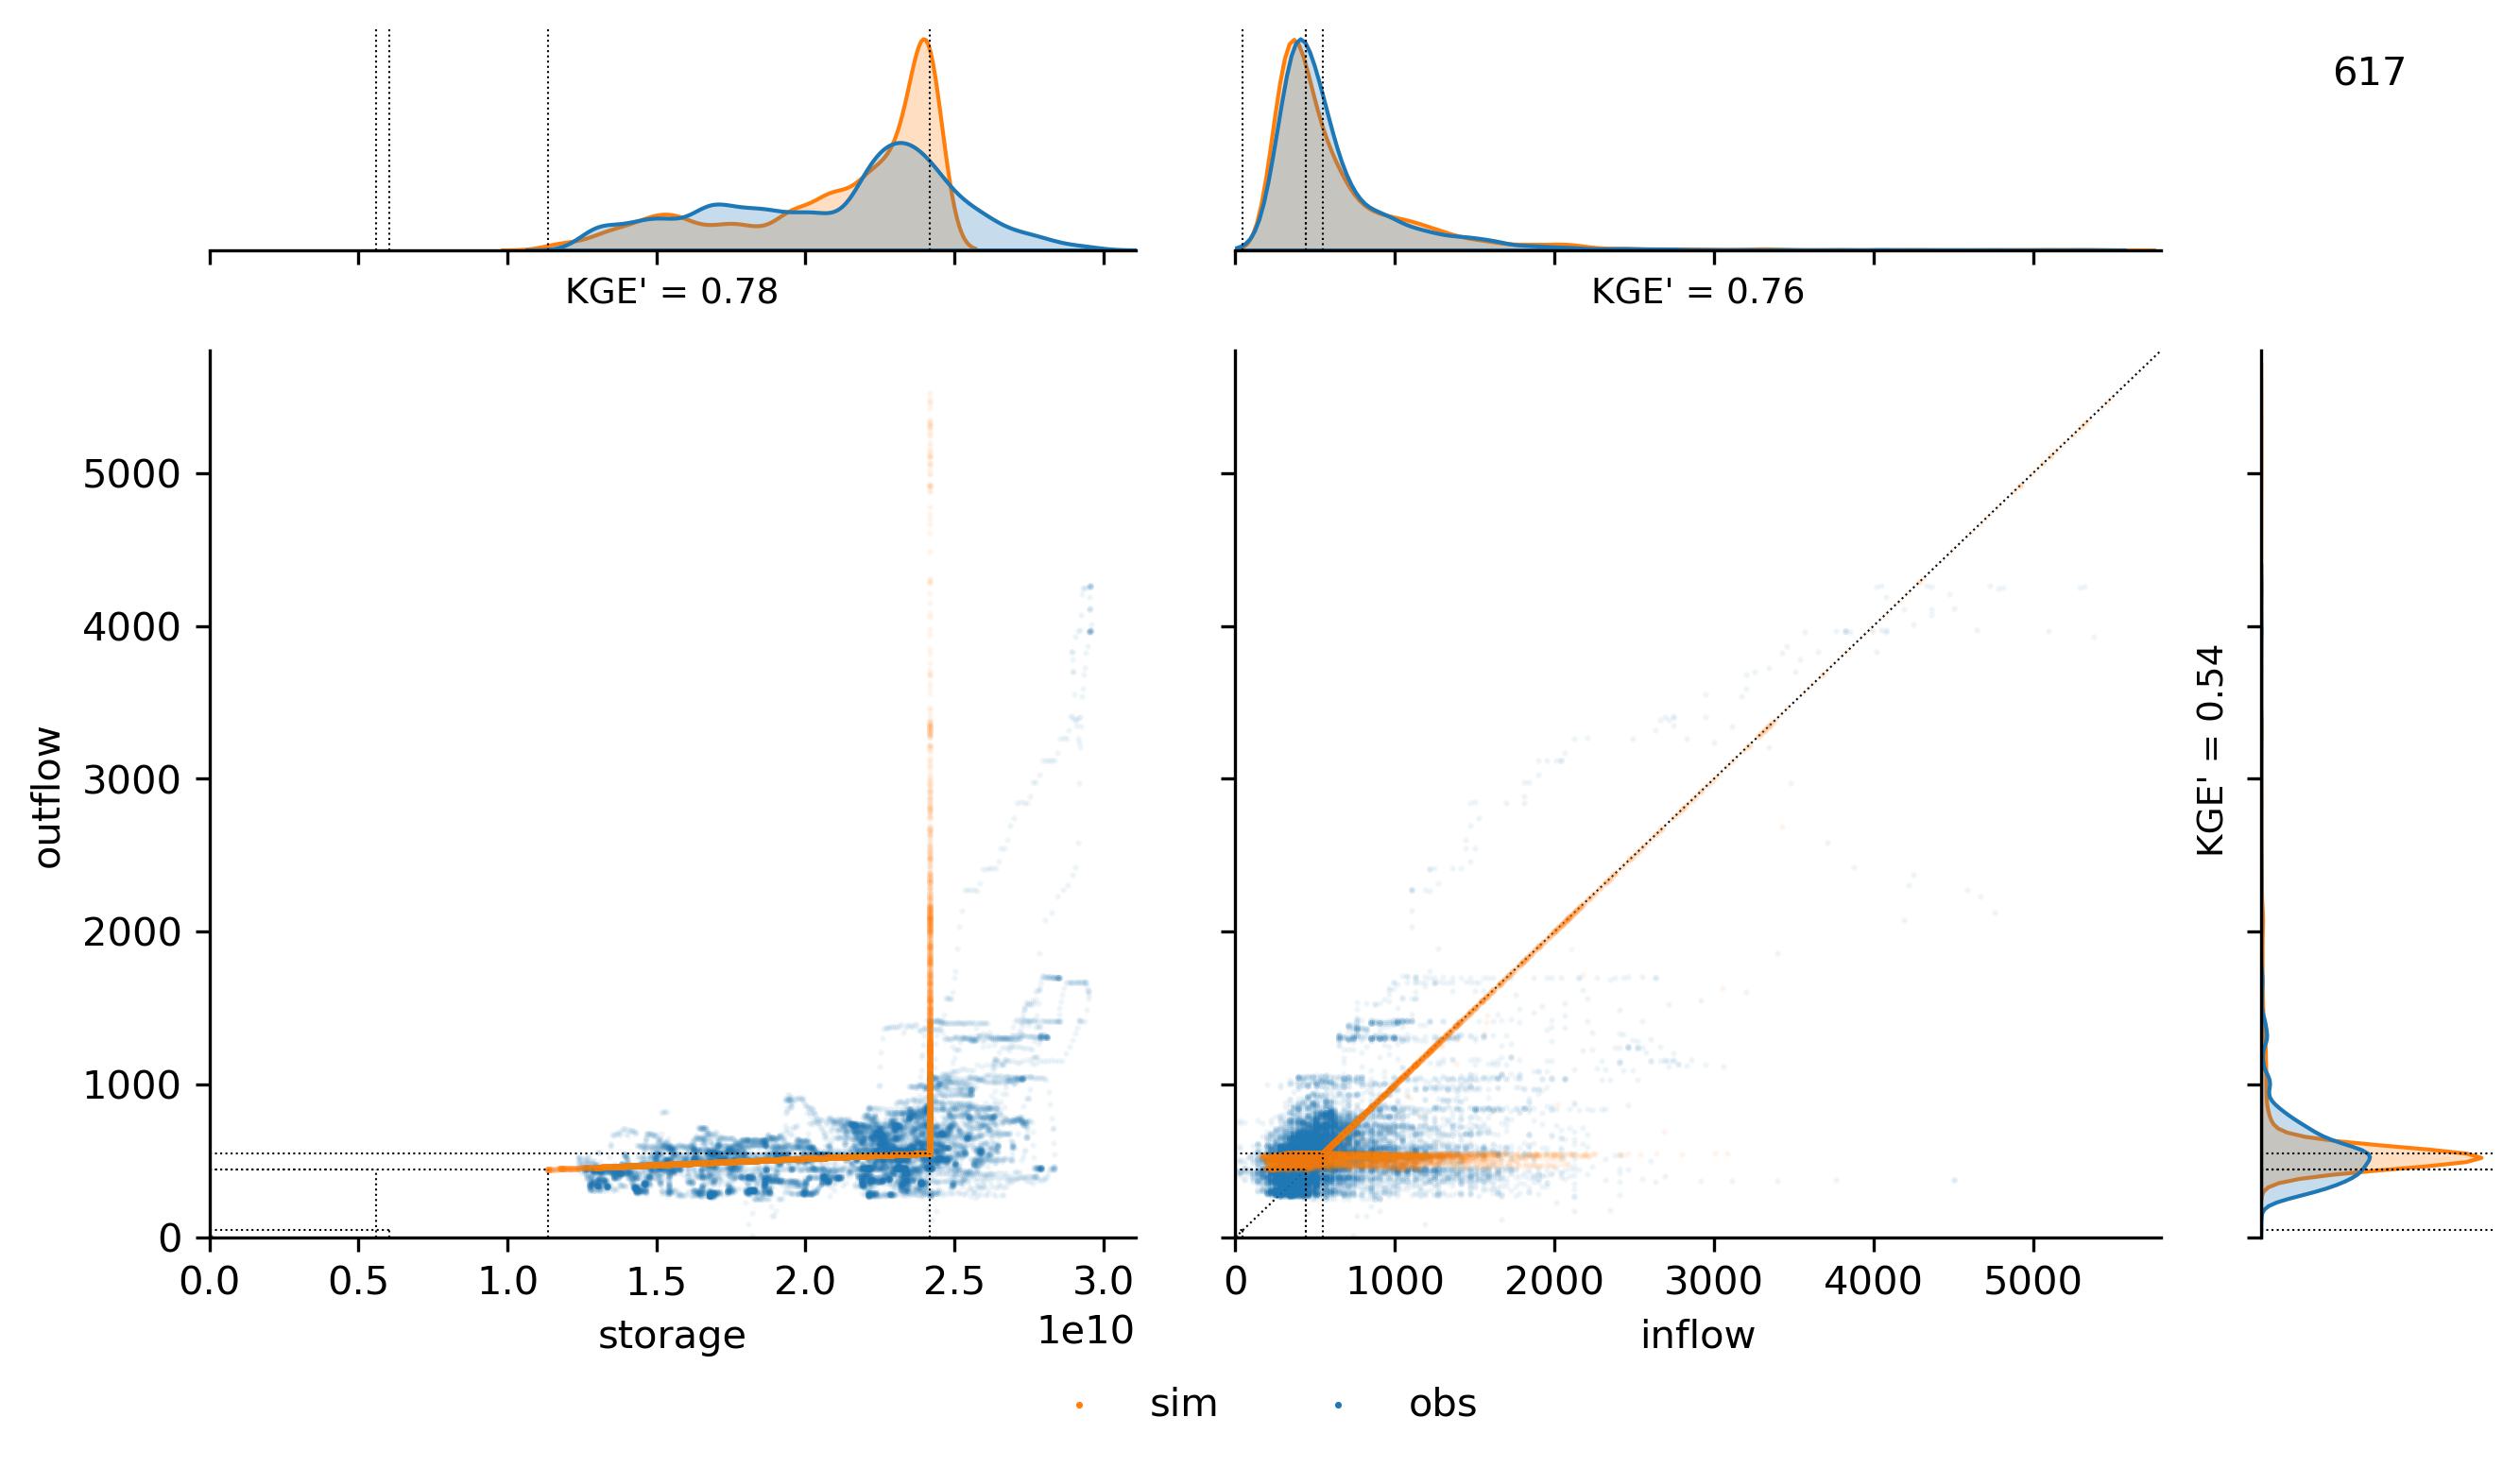 617
KGE' = 0.78
KGE' = 0.76
5000
4000
3000
2000
1000
0
outflow
0.0 0.5 1.0 1.5 2.0 2.5 3.0
1e10
storage
0 1000 2000 3000 4000 5000
inflow
KGE' = 0.54
sim obs